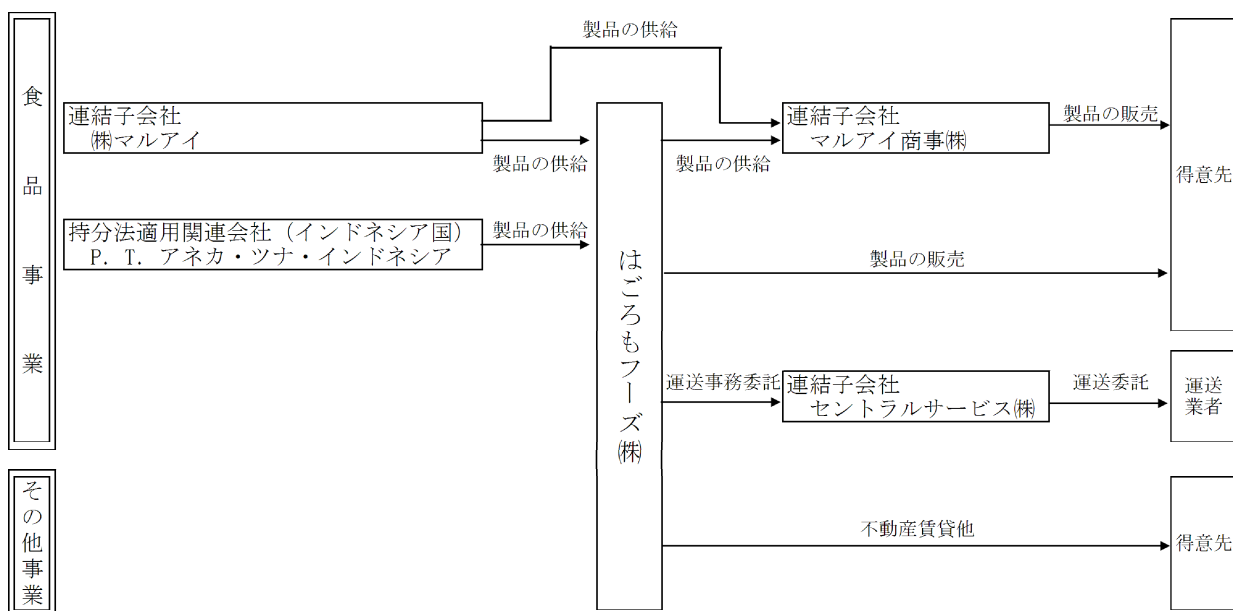 製品の供給
食品事業
連結子会社
㈱マルアイ
製品の供給
製品の供給
連結子会社
マルアイ商事㈱
製品の販売
得意先
持分法適用関連会社（インドネシア国）
P. T. アネカ・ツナ・インドネシア
製品の供給
はごろもフーズ㈱
製品の販売
運送事務委託
連結子会社
セントラルサービス㈱
運送委託
運送
業者
その他事業
不動産賃貸他
得意先